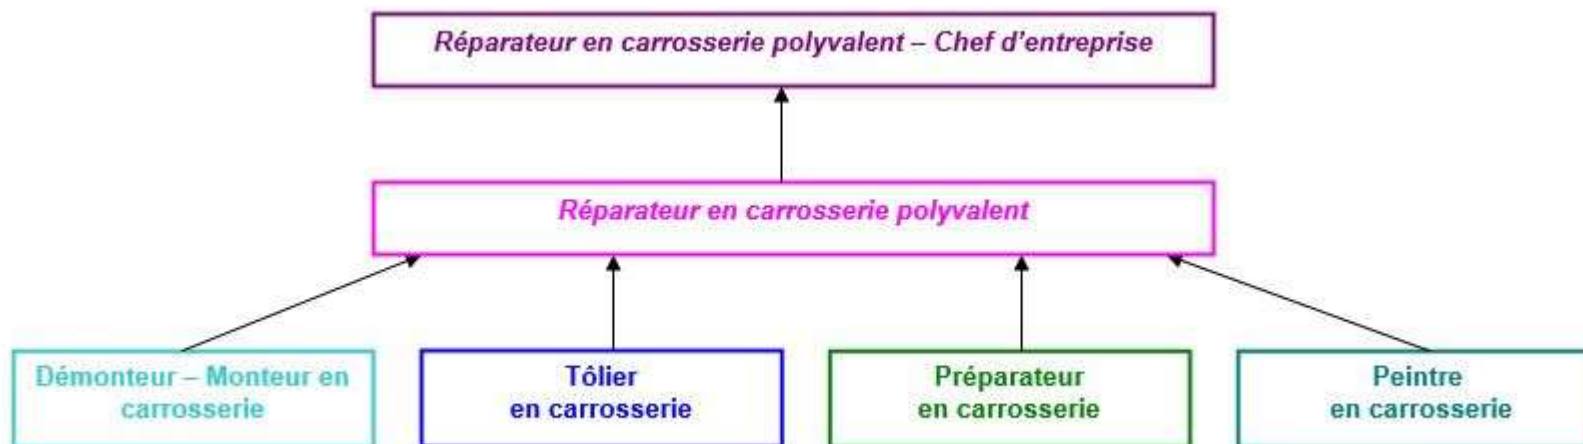 Réparateur en carrosserie polyvalent – Chef d'entreprise
Réparateur en carrosserie polyvalent
Démonteur – Monteur en
carrosserie
Tôlier
en carrosserie
Préparateur
en carrosserie
Peintre
en carrosserie